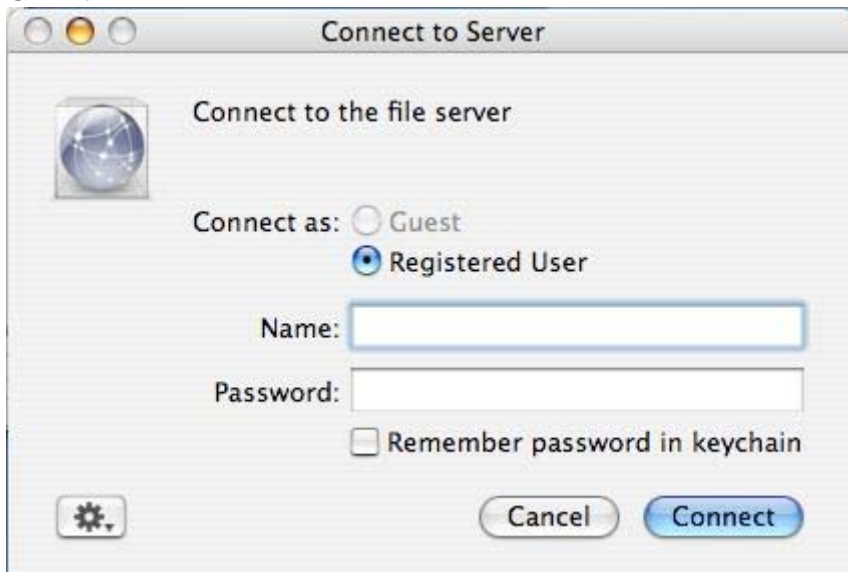 Connect to Server
Connect to the file server
Connect as: Guest
Registered User
Name:
Password:
Remember password in keychain
Cancel Connect